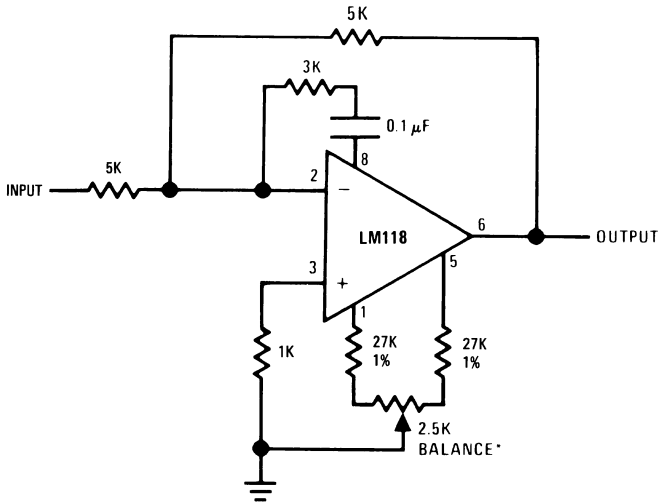 5K
3K
0.1 μF
5K
2
8
INPUT
−
LM118
6
OUTPUT
5
3
+
1
1K
27K
1%
27K
1%
2.5K
BALANCE*